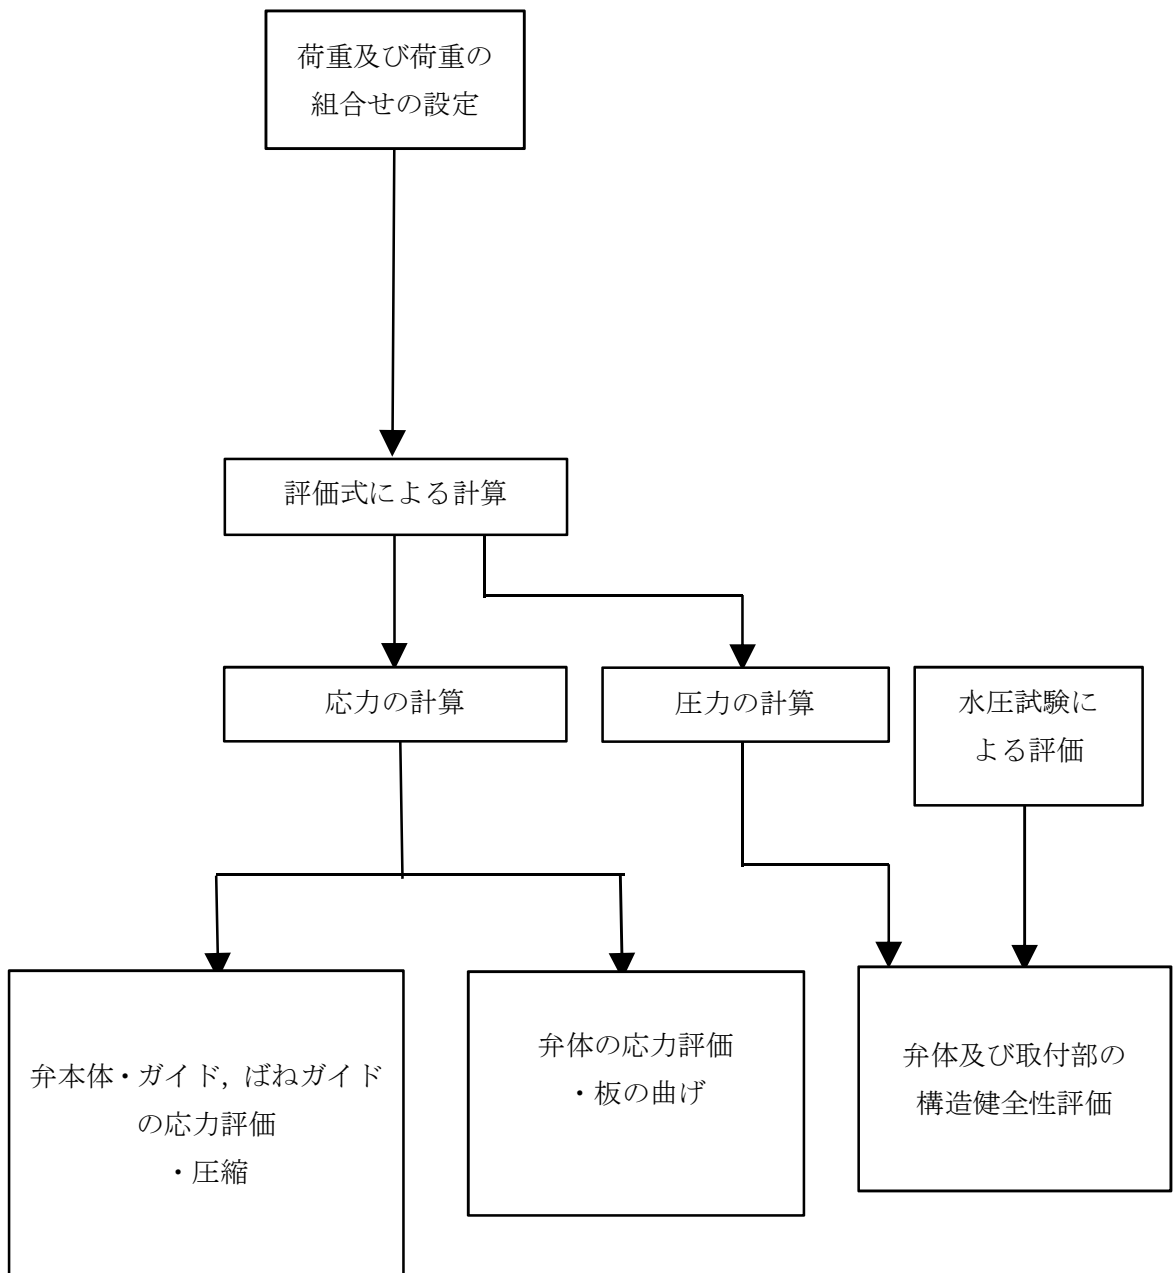 荷重及び荷重の
組合せの設定
評価式による計算
応力の計算
圧力の計算
水圧試験に
よる評価
弁本体・ガイド, ばねガイド
の応力評価
・圧縮
弁体の応力評価
・板の曲げ
弁体及び取付部の
構造健全性評価